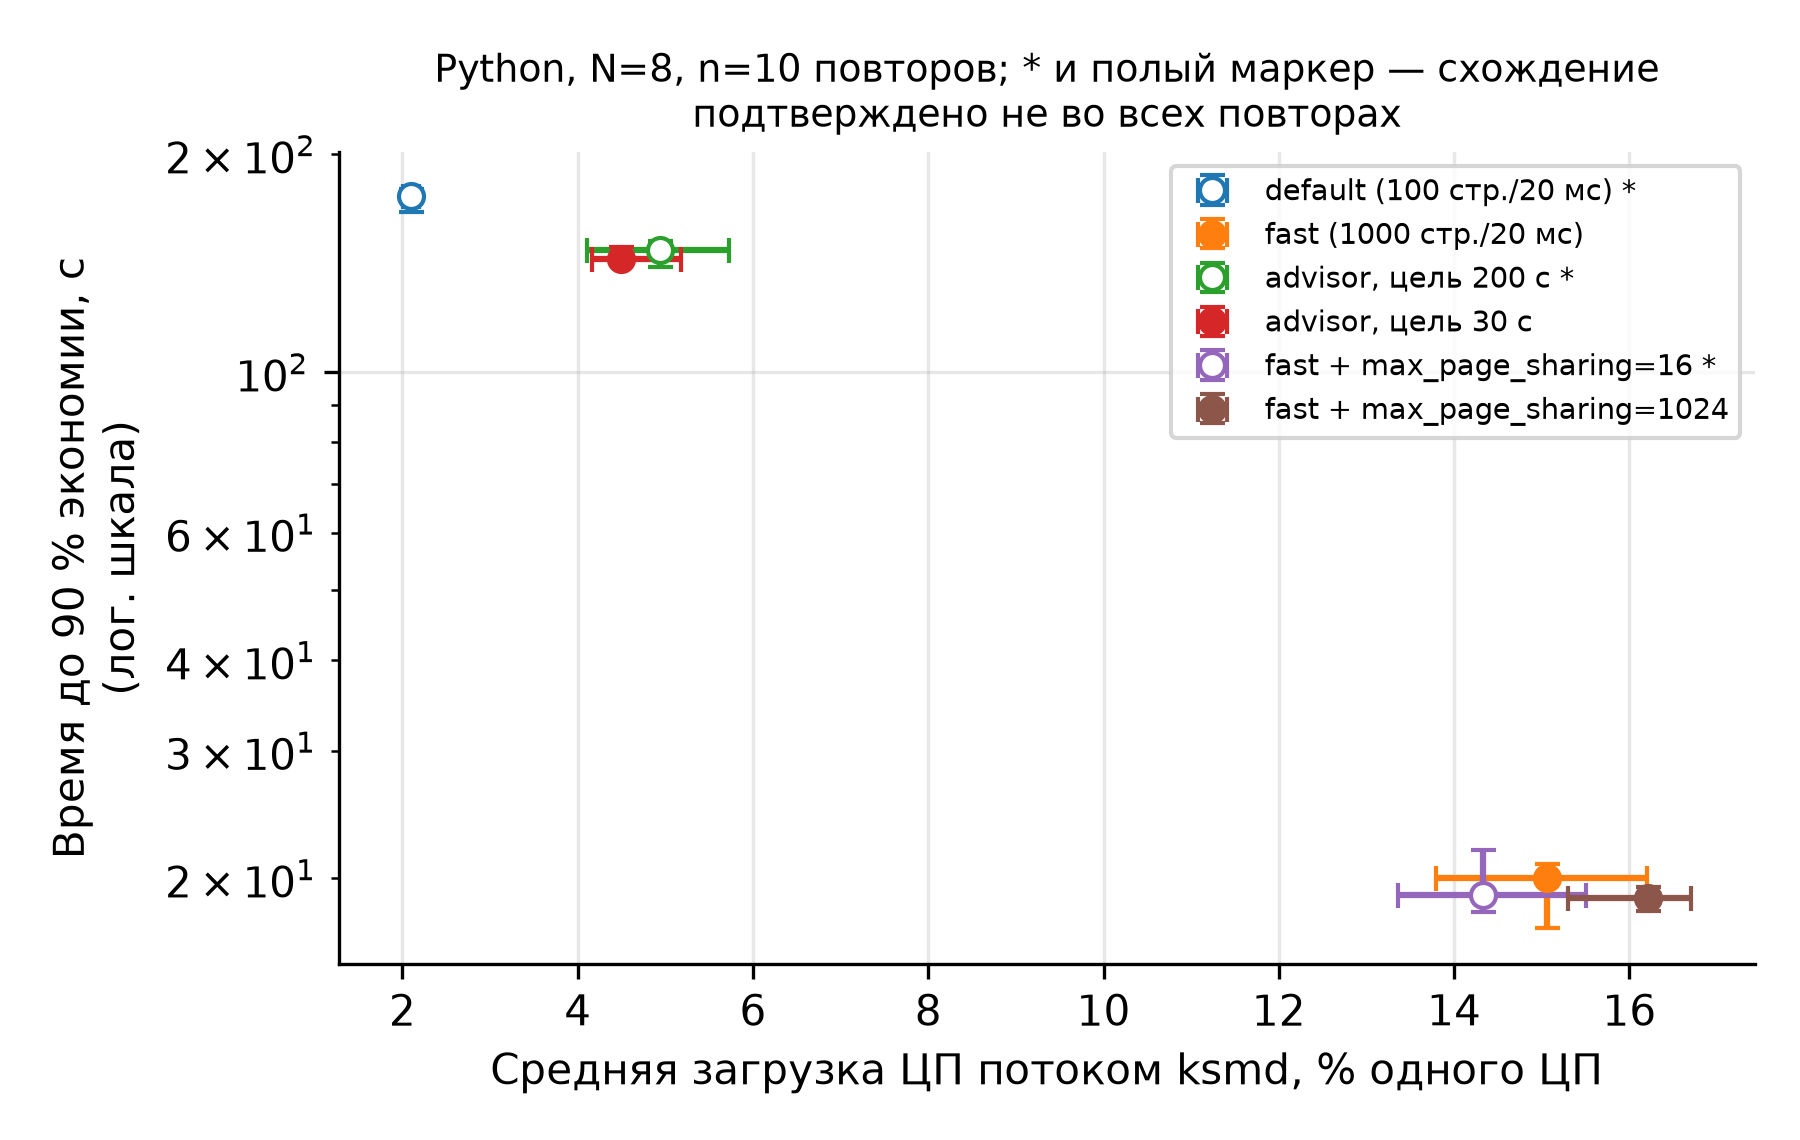 Python, N=8, n=10 повторов; * и полый маркер — схождение
подтверждено не во всех повторах
Время до 90 % экономии, с
(лог. шкала)
2 × 10²
10²
6 × 10¹
4 × 10¹
3 × 10¹
2 × 10¹
default (100 стр./20 мс) *
fast (1000 стр./20 мс)
advisor, цель 200 с *
advisor, цель 30 с
fast + max_page_sharing=16 *
fast + max_page_sharing=1024
2 4 6 8 10 12 14 16
Средняя загрузка ЦП потоком ksmd, % одного ЦП